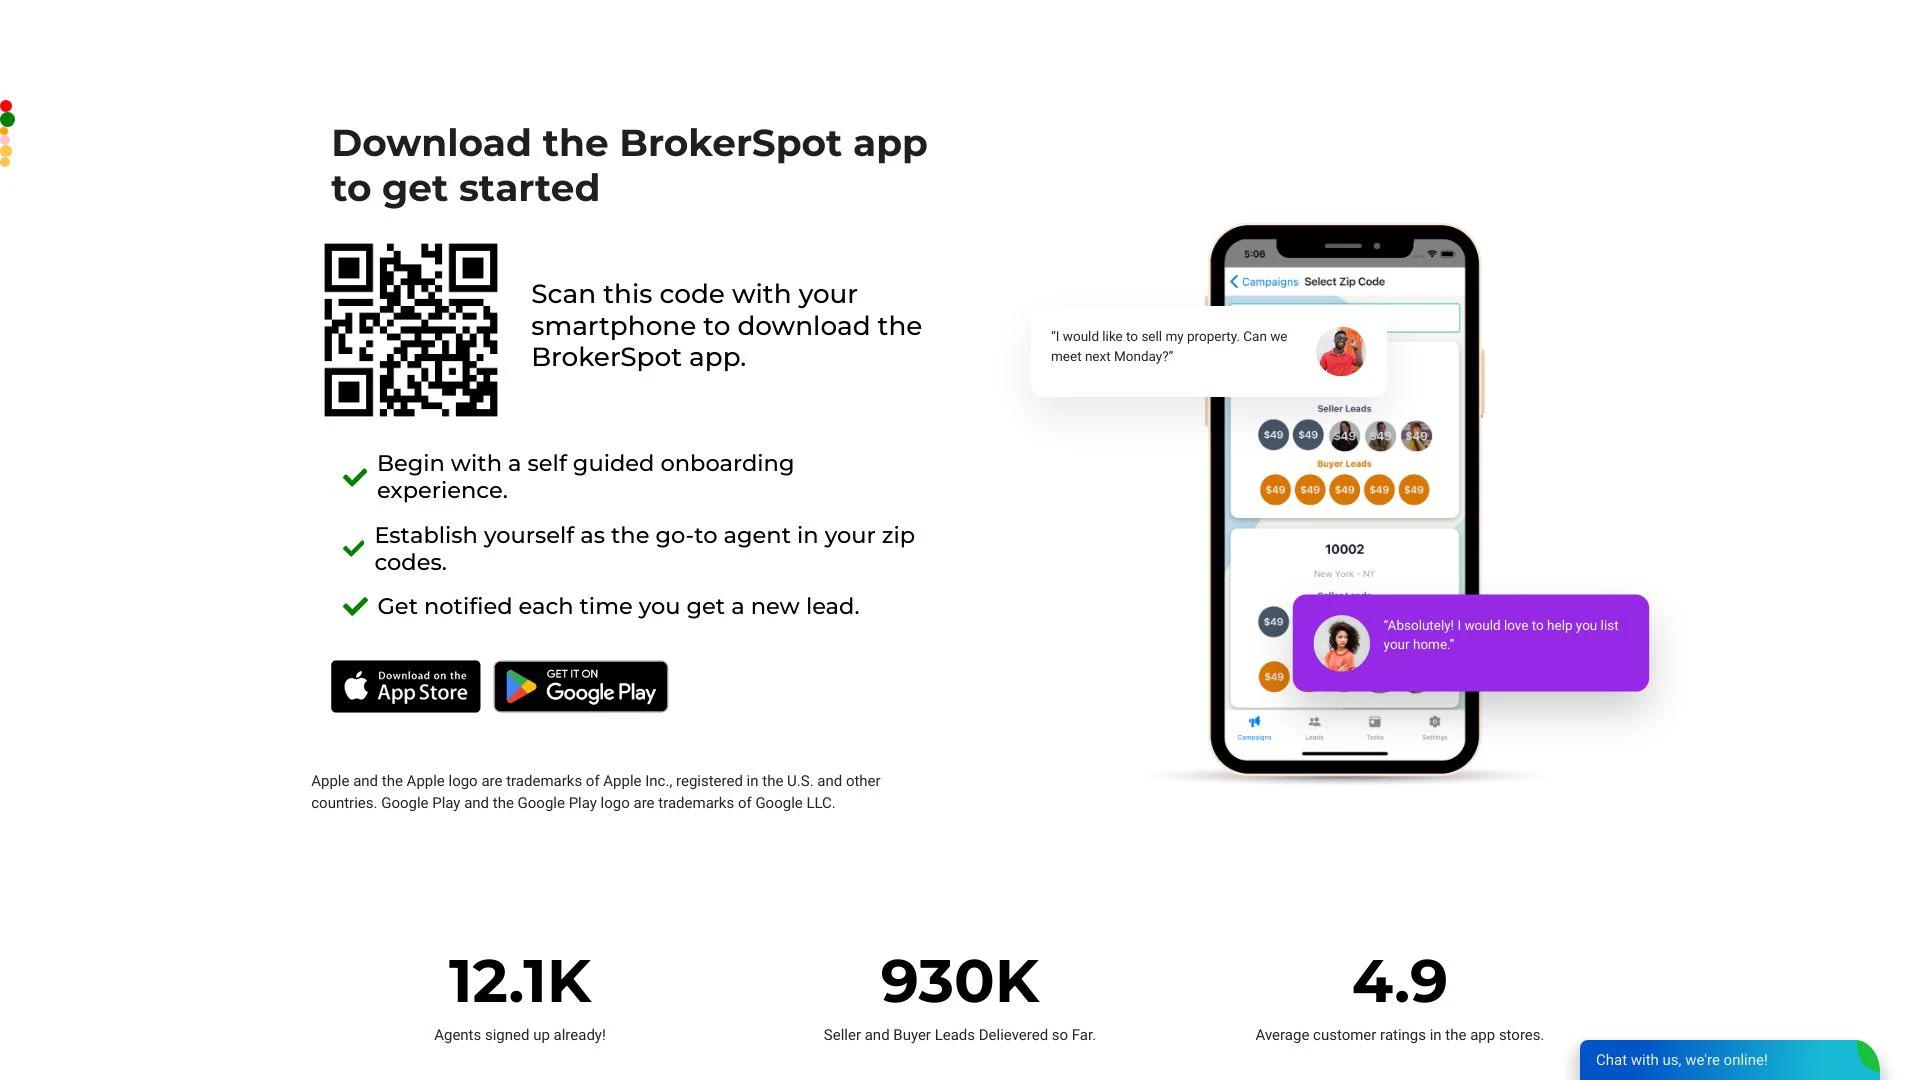 Download the BrokerSpot app
to get started
Scan this code with your
smartphone to download the
BrokerSpot app.
Begin with a self guided onboarding
experience.
Establish yourself as the go-to agent in your zip
codes.
Get notified each time you get a new lead.
Download on the
App Store
GET IT ON
Google Play
Apple and the Apple logo are trademarks of Apple Inc., registered in the U.S. and other
countries. Google Play and the Google Play logo are trademarks of Google LLC.
5:06
Campaigns Select Zip Code
“I would like to sell my property. Can we
meet next Monday?”
Seller Leads
$49 $49 $49 $49 $49
Buyer Leads
$49 $49 $49 $49 $49
10002
New York - NY
$49
“Absolutely! I would love to help you list
your home.”
$49
Campaigns Leads Tasks Settings
12.1K
Agents signed up already!
930K
Seller and Buyer Leads Delievered so Far.
4.9
Average customer ratings in the app stores.
Chat with us, we're online!